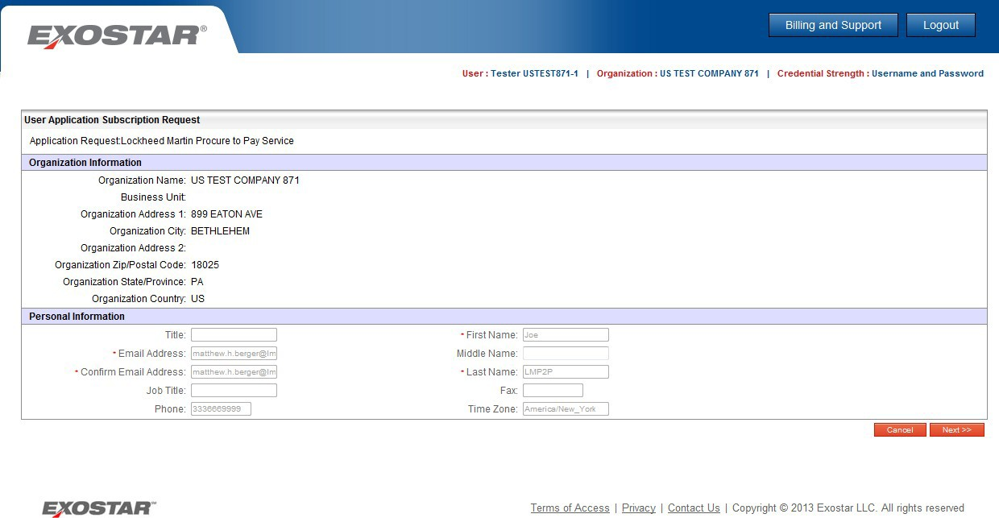 EXOSTAR®
Billing and Support Logout
User : Tester USTEST871-1 | Organization : US TEST COMPANY 871 | Credential Strength : Username and Password
User Application Subscription Request
Application Request:Lockheed Martin Procure to Pay Service
Organization Information
Organization Name: US TEST COMPANY 871
Business Unit:
Organization Address 1: 899 EATON AVE
Organization City: BETHLEHEM
Organization Address 2:
Organization Zip/Postal Code: 18025
Organization State/Province: PA
Organization Country: US
Personal Information
Title: * First Name: Joe
* Email Address: matthew.h.berger@lm Middle Name:
* Confirm Email Address: matthew.h.berger@lm * Last Name: LMP2P
Job Title: Fax:
Phone: 3336669999 Time Zone: America/New_York
Cancel Next >>
EXOSTAR™ Terms of Access | Privacy | Contact Us | Copyright © 2013 Exostar LLC. All rights reserved